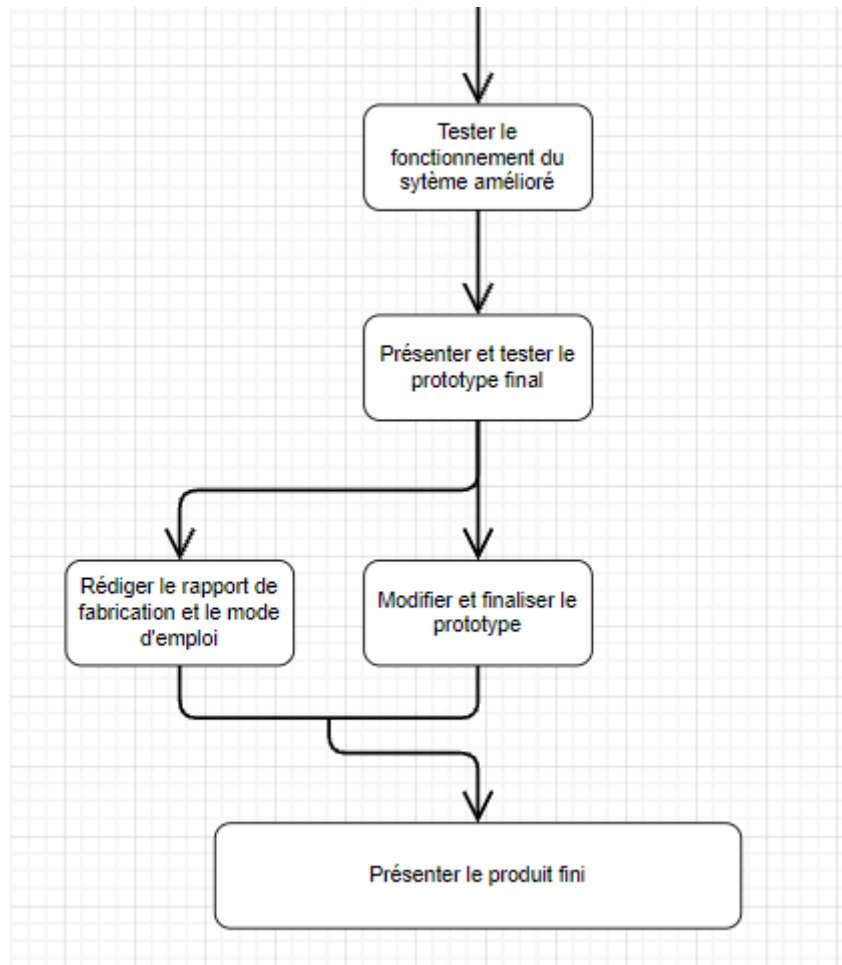 Tester le
fonctionnement du
sytème amélioré
Présenter et tester le
prototype final
Rédiger le rapport de
fabrication et le mode
d'emploi
Modifier et finaliser le
prototype
Présenter le produit fini